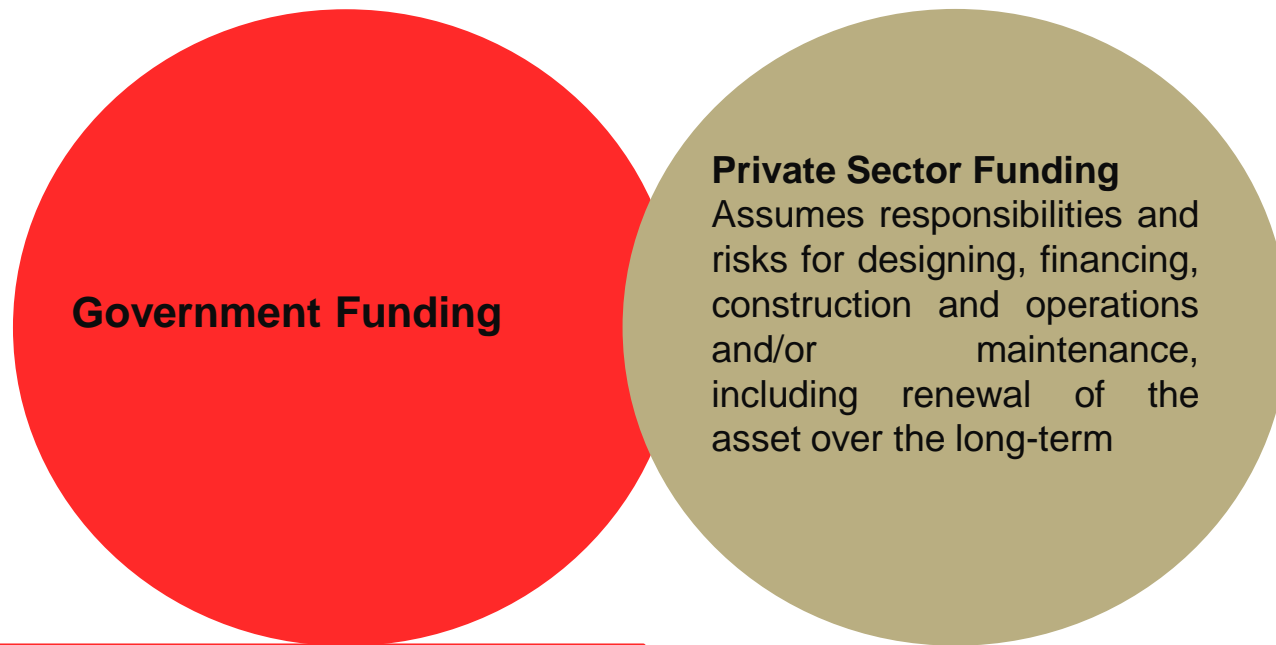 Government Funding
Private Sector Funding
Assumes responsibilities and
risks for designing, financing,
construction and operations
and/or maintenance,
including renewal of the
asset over the long-term